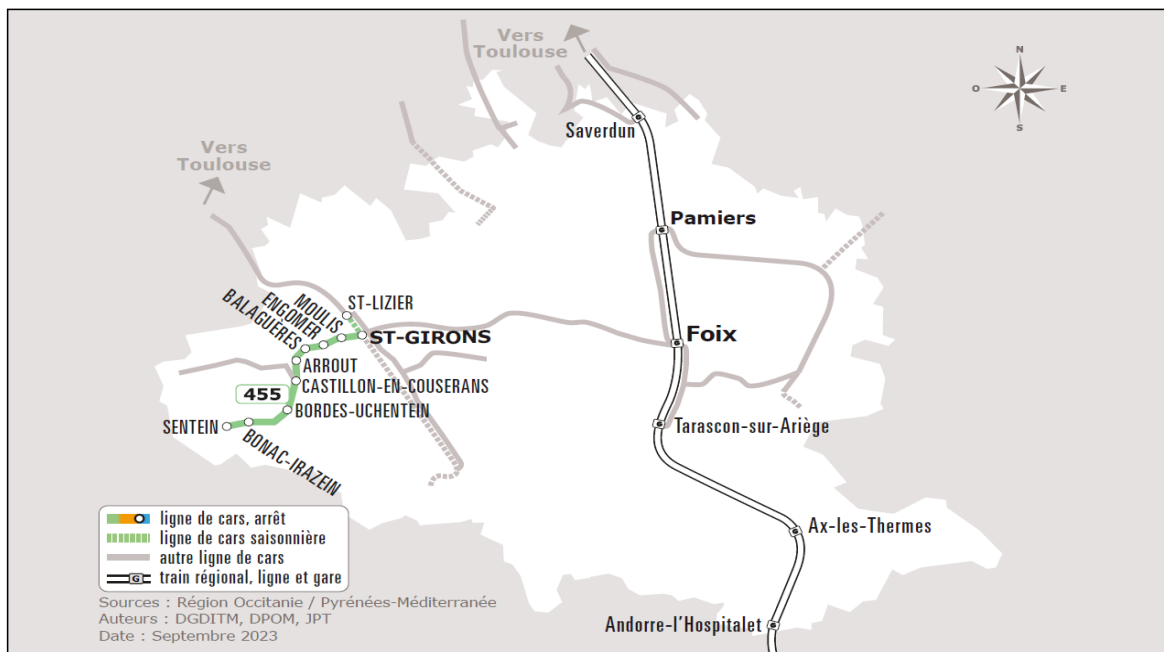 Vers
Toulouse
N
O
E
S
Saverdun
Vers
Toulouse
Pamiers
ST-LIZIER
MOULIS
ENGOMER
BALAGUÈRES
ST-GIRONS
Foix
ARROUT
CASTILLON-EN-COUSERANS
455
BORDES-UCHENTEIN
SENTEIN
BONAC-IRAZEIN
Tarascon-sur-Ariège
ligne de cars, arrêt
ligne de cars saisonnière
autre ligne de cars
G train régional, ligne et gare
Ax-les-Thermes
Sources : Région Occitanie / Pyrénées-Méditerranée
Auteurs : DGDITM, DPOM, JPT
Date : Septembre 2023
Andorre-l'Hospitalet